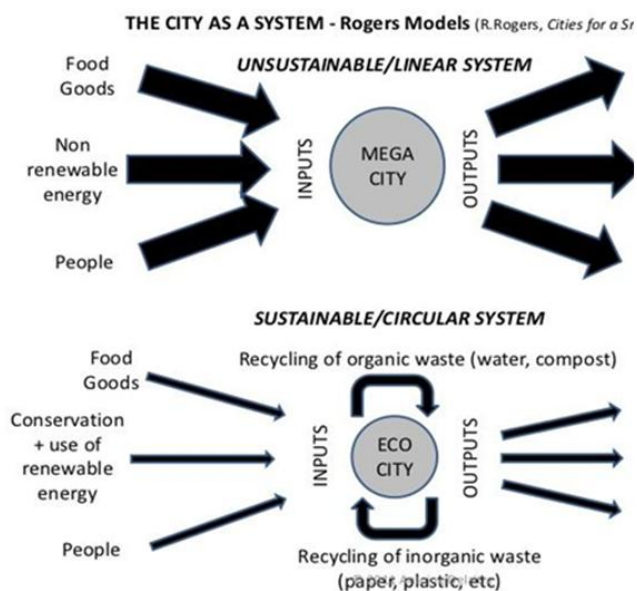 THE CITY AS A SYSTEM - Rogers Models (R.Rogers, Cities for a
UNSUSTAINABLE/LINEAR SYSTEM
Food
Goods
Non
renewable
energy
People
INPUTS
MEGA
CITY
OUTPUTS
SUSTAINABLE/CIRCULAR SYSTEM
Food
Goods
Recycling of organic waste (water, compost)
Conservation
+ use of
renewable
energy
People
INPUTS
ECO
CITY
OUTPUTS
Recycling of inorganic waste
(paper, plastic, etc)